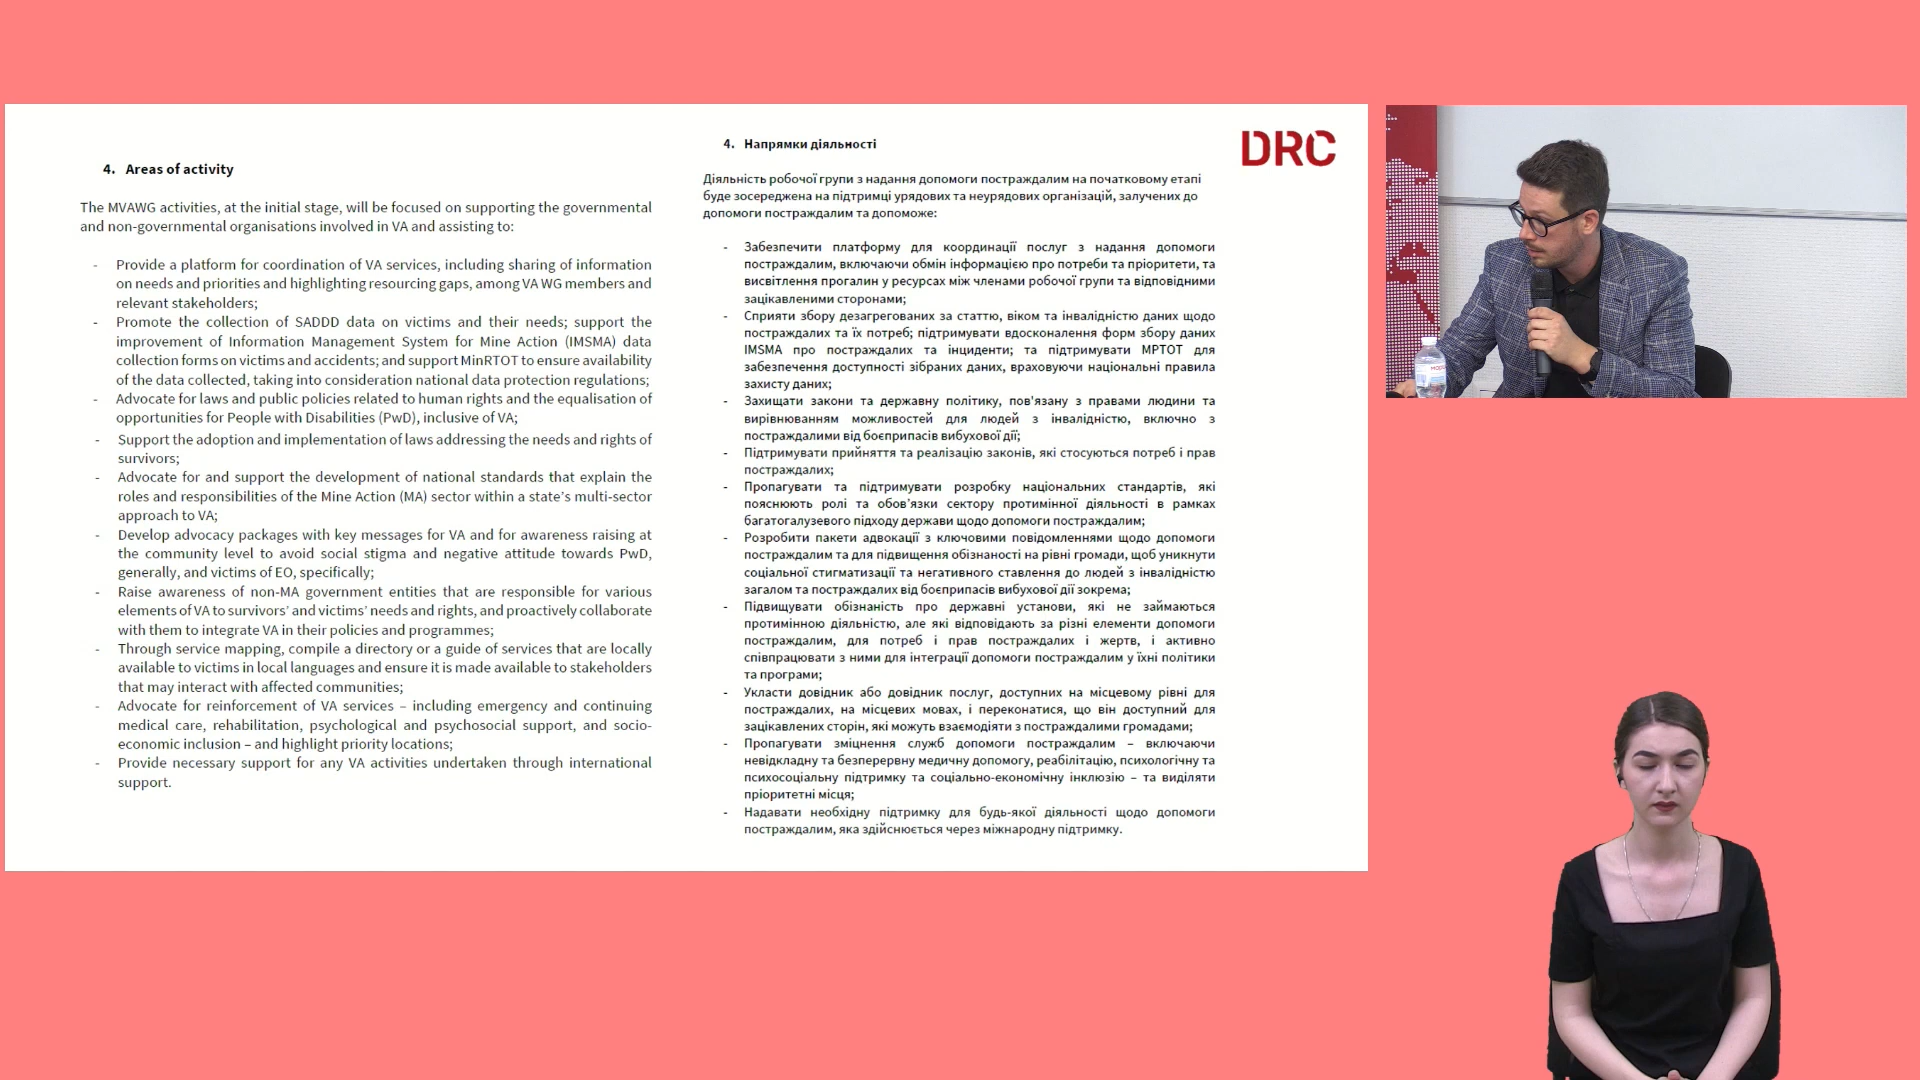 4. Areas of activity
The MVAWG activities, at the initial stage, will be focused on supporting the governmental
and non-governmental organisations involved in VA and assisting to:
- Provide a platform for coordination of VA services, including sharing of information
on needs and priorities and highlighting resourcing gaps, among VA WG members and
relevant stakeholders;
- Promote the collection of SADDD data on victims and their needs; support the
improvement of Information Management System for Mine Action (IMSMA) data
collection forms on victims and accidents; and support MinRTOT to ensure availability
of the data collected, taking into consideration national data protection regulations;
- Advocate for laws and public policies related to human rights and the equalisation of
opportunities for People with Disabilities (PwD), inclusive of VA;
- Support the adoption and implementation of laws addressing the needs and rights of
survivors;
- Advocate for and support the development of national standards that explain the
roles and responsibilities of the Mine Action (MA) sector within a state's multi-sector
approach to VA;
- Develop advocacy packages with key messages for VA and for awareness raising at
the community level to avoid social stigma and negative attitude towards PwD,
generally, and victims of EO, specifically;
- Raise awareness of non-MA government entities that are responsible for various
elements of VA to survivors' and victims' needs and rights, and proactively collaborate
with them to integrate VA in their policies and programmes;
- Through service mapping, compile a directory or a guide of services that are locally
available to victims in local languages and ensure it is made available to stakeholders
that may interact with affected communities;
- Advocate for reinforcement of VA services – including emergency and continuing
medical care, rehabilitation, psychological and psychosocial support, and socio-
economic inclusion – and highlight priority locations;
- Provide necessary support for any VA activities undertaken through international
support.
4. Напрямки діяльності
Діяльність робочої групи з надання допомоги постраждалим на початковому етапі
буде зосереджена на підтримці урядових та неурядових організацій, залучених до
допомоги постраждалим та допоможе:
- Забезпечити платформу для координації послуг з надання допомоги
постраждалим, включаючи обмін інформацією про потреби та пріоритети, та
висвітлення прогалин у ресурсах між членами робочої групи та відповідними
зацікавленими сторонами;
- Сприяти збору дезагрегованих за статтю, віком та інвалідністю даних щодо
постраждалих та їх потреб; підтримувати вдосконалення форм збору даних
IMSMA про постраждалих та інциденти; та підтримувати МРТОТ для
забезпечення доступності зібраних даних, враховуючи національні правила
захисту даних;
- Захищати закони та державну політику, пов'язану з правами людини та
вирівнюванням можливостей для людей з інвалідністю, включно з
постраждалими від боєприпасів вибухової дії;
- Підтримувати прийняття та реалізацію законів, які стосуються потреб і прав
постраждалих;
- Пропагувати та підтримувати розробку національних стандартів, які
пояснюють ролі та обов'язки сектору протимінної діяльності в рамках
багатогалузевого підходу держави щодо допомоги постраждалим;
- Розробити пакети адвокації з ключовими повідомленнями щодо допомоги
постраждалим та для підвищення обізнаності на рівні громади, щоб уникнути
соціальної стигматизації та негативного ставлення до людей з інвалідністю
загалом та постраждалих від боєприпасів вибухової дії зокрема;
- Підвищувати обізнаність про державні установи, які не займаються
протимінною діяльністю, але які відповідають за різні елементи допомоги
постраждалим, для потреб і прав постраждалих і жертв, і активно
співпрацювати з ними для інтеграції допомоги постраждалим у їхні політики
та програми;
- Укласти довідник або довідник послуг, доступних на місцевому рівні для
постраждалих, на місцевих мовах, і переконатися, що він доступний для
зацікавлених сторін, які можуть взаємодіяти з постраждалими громадами;
- Пропагувати зміцнення служб допомоги постраждалим – включаючи
невідкладну та безперервну медичну допомогу, реабілітацію, психологічну та
психосоціальну підтримку та соціально-економічну інклюзію – та виділяти
пріоритетні місця;
- Надавати необхідну підтримку для будь-якої діяльності щодо допомоги
постраждалим, яка здійснюється через міжнародну підтримку.
DRC